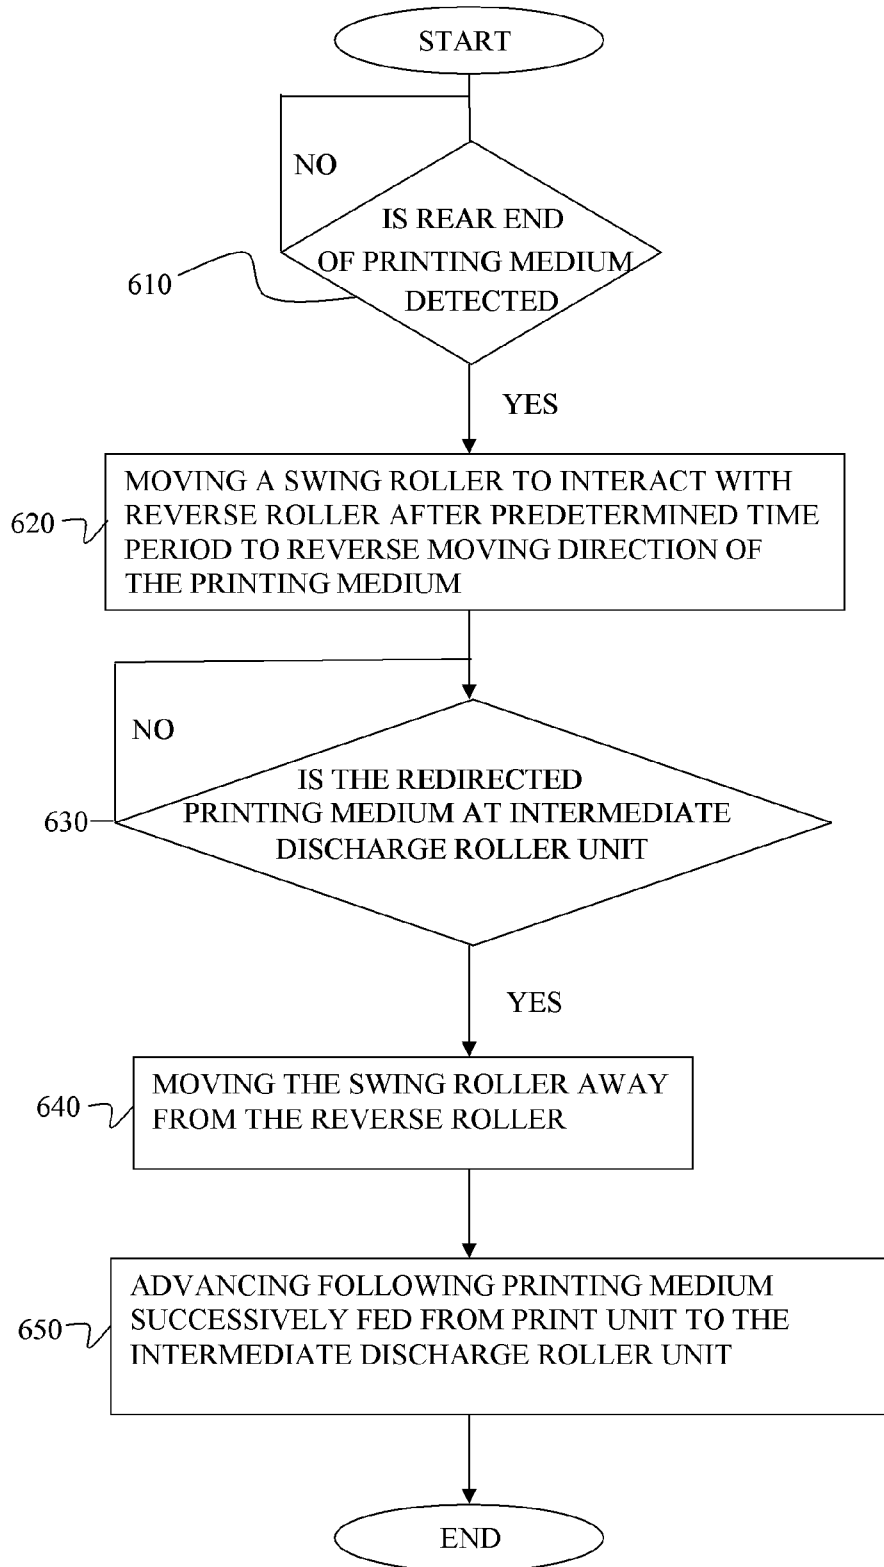 START
NO
IS REAR END
OF PRINTING MEDIUM
DETECTED
610
YES
MOVING A SWING ROLLER TO INTERACT WITH
REVERSE ROLLER AFTER PREDETERMINED TIME
PERIOD TO REVERSE MOVING DIRECTION OF
THE PRINTING MEDIUM
620
NO
IS THE REDIRECTED
PRINTING MEDIUM AT INTERMEDIATE
DISCHARGE ROLLER UNIT
630
YES
MOVING THE SWING ROLLER AWAY
FROM THE REVERSE ROLLER
640
ADVANCING FOLLOWING PRINTING MEDIUM
SUCCESSIVELY FED FROM PRINT UNIT TO THE
INTERMEDIATE DISCHARGE ROLLER UNIT
650
END